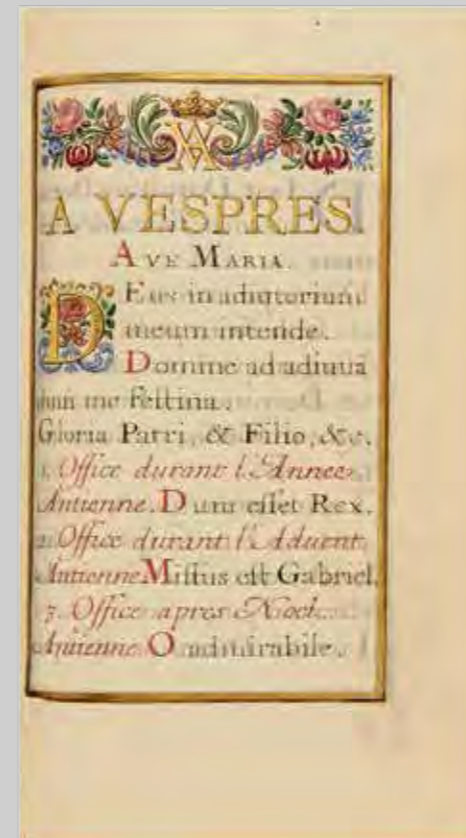 A VESPRES
AVE MARIA.
DEus in adiutorium
meum intende.
Domine ad adiuuā
dum me festina.
Gloria Patri, & Filio, &c.
1. Office durant l'Annee.
Antienne. Dum esset Rex.
2. Office durant l'Aduent.
Antienne Missus est Gabriel.
3. Office apres Noel.
Antienne O admirabile.